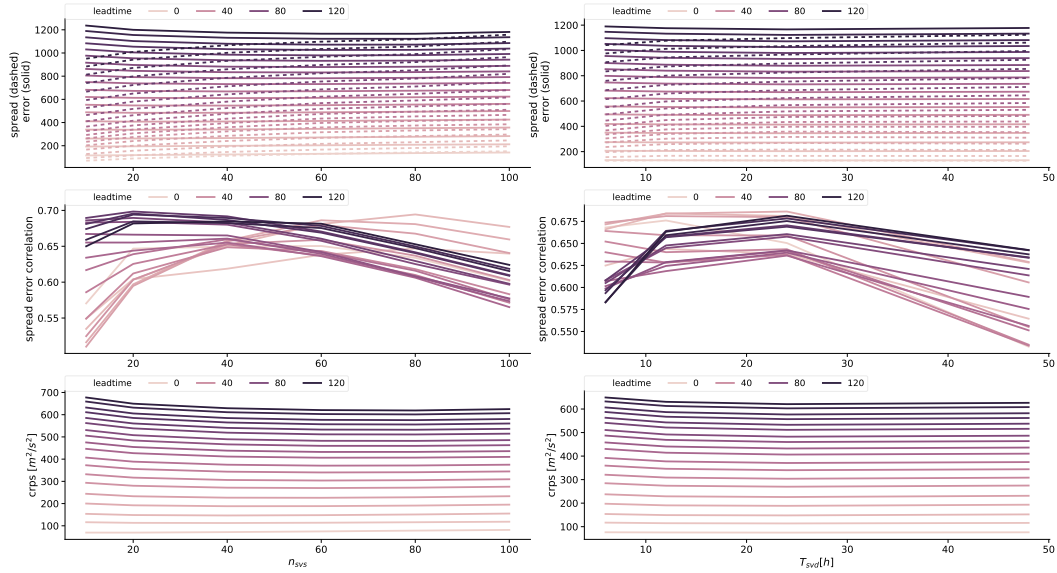 leadtime 0 40 80 120
1200
1000
800
600
400
200
spread (dashed)
error (solid)
20 40 60 80 100
leadtime 0 40 80 120
1200
1000
800
600
400
200
spread (dashed)
error (solid)
10 20 30 40 50
leadtime 0 40 80 120
0.70
0.65
0.60
0.55
spread error correlation
20 40 60 80 100
leadtime 0 40 80 120
0.675
0.650
0.625
0.600
0.575
0.550
spread error correlation
10 20 30 40 50
leadtime 0 40 80 120
700
600
500
400
300
200
100
crps [m²/s²]
20 40 60 80 100
n_svs
leadtime 0 40 80 120
600
500
400
300
200
100
crps [m²/s²]
10 20 30 40 50
T_svd[h]